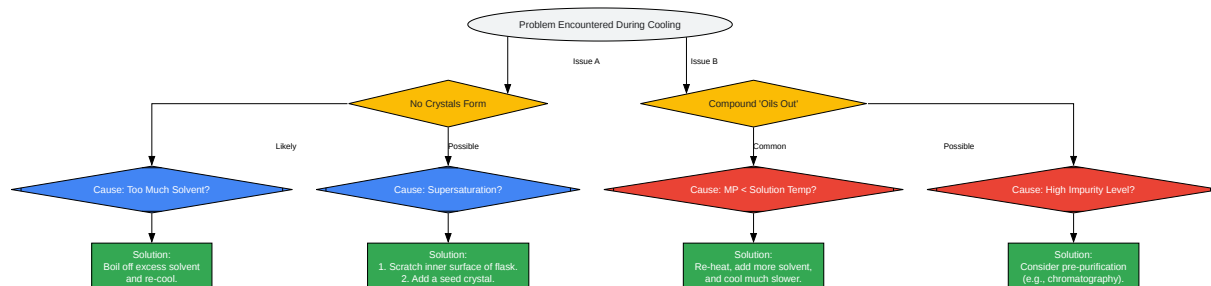 Problem Encountered During Cooling
Issue A
Issue B
No Crystals Form
Compound 'Oils Out'
Likely
Possible
Common
Possible
Cause: Too Much Solvent?
Cause: Supersaturation?
Cause: MP < Solution Temp?
Cause: High Impurity Level?
Solution:
Boil off excess solvent
and re-cool.
Solution:
1. Scratch inner surface of flask.
2. Add a seed crystal.
Solution:
Re-heat, add more solvent,
and cool much slower.
Solution:
Consider pre-purification
(e.g., chromatography).